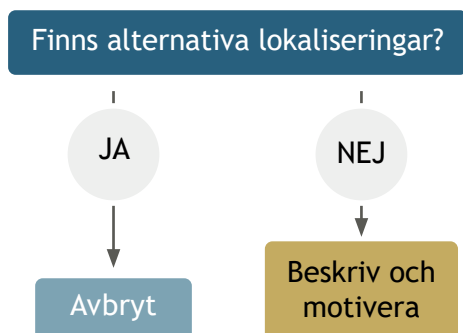 Finns alternativa lokaliseringar?
JA
NEJ
Avbryt
Beskriv och
motivera